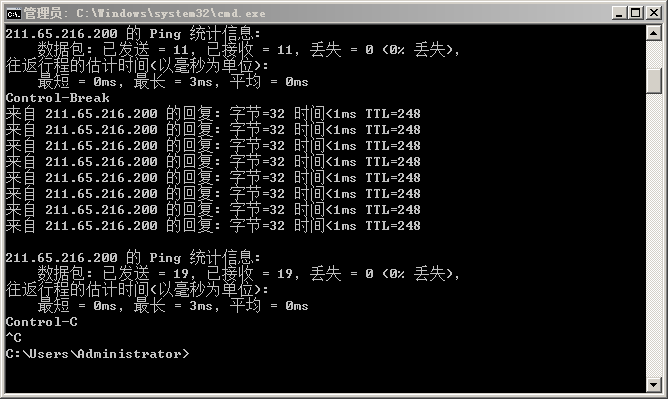 管理员: C:\Windows\system32\cmd.exe
211.65.216.200 的 Ping 统计信息:
数据包: 已发送 = 11, 已接收 = 11, 丢失 = 0 (0% 丢失),
往返行程的估计时间(以毫秒为单位):
最短 = 0ms, 最长 = 3ms, 平均 = 0ms
Control-Break
来自 211.65.216.200 的回复: 字节=32 时间<1ms TTL=248
来自 211.65.216.200 的回复: 字节=32 时间<1ms TTL=248
来自 211.65.216.200 的回复: 字节=32 时间<1ms TTL=248
来自 211.65.216.200 的回复: 字节=32 时间<1ms TTL=248
来自 211.65.216.200 的回复: 字节=32 时间<1ms TTL=248
来自 211.65.216.200 的回复: 字节=32 时间<1ms TTL=248
来自 211.65.216.200 的回复: 字节=32 时间<1ms TTL=248
来自 211.65.216.200 的回复: 字节=32 时间<1ms TTL=248
211.65.216.200 的 Ping 统计信息:
数据包: 已发送 = 19, 已接收 = 19, 丢失 = 0 (0% 丢失),
往返行程的估计时间(以毫秒为单位):
最短 = 0ms, 最长 = 3ms, 平均 = 0ms
Control-C
^C
C:\Users\Administrator>